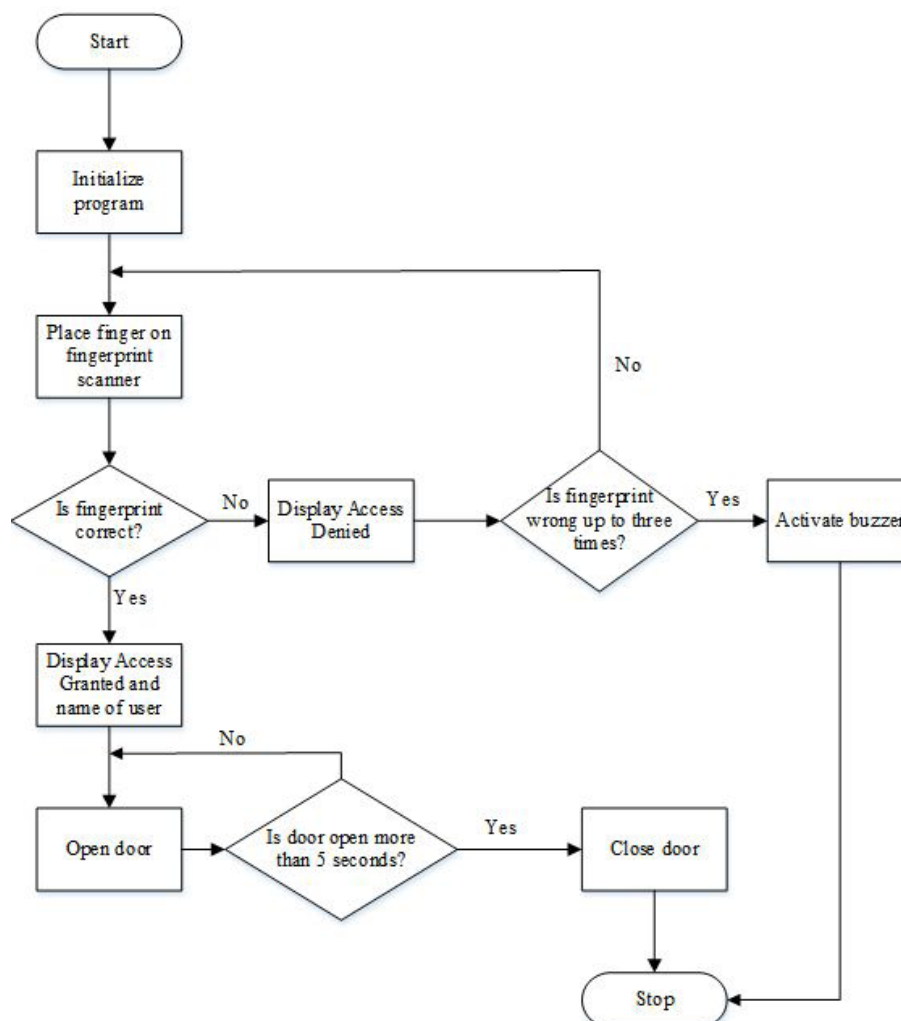 Start
Initialize
program
Place finger on
fingerprint
scanner
No
Is fingerprint
correct?
No
Display Access
Denied
Is fingerprint
wrong up to three
times?
Yes
Activate buzzer
Yes
Display Access
Granted and
name of user
No
Open door
Is door open more
than 5 seconds?
Yes
Close door
Stop